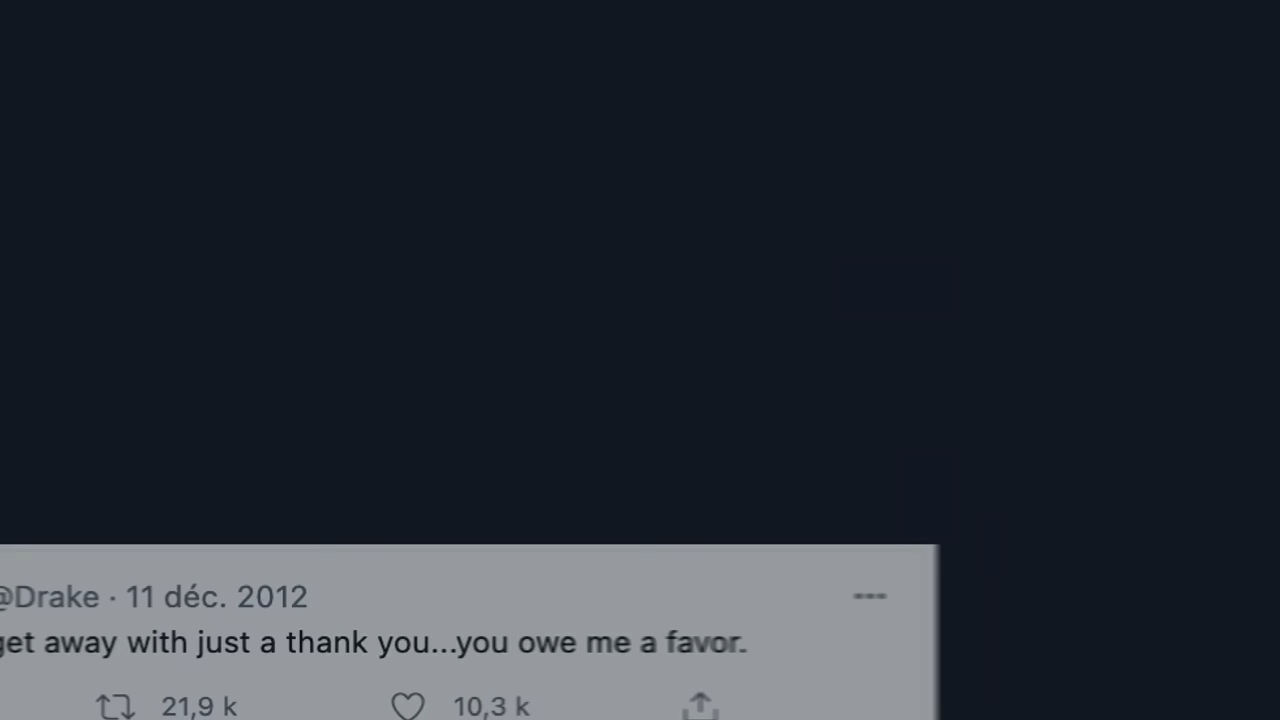 @Drake · 11 déc. 2012
get away with just a thank you...you owe me a favor.
21,9 k 10,3 k